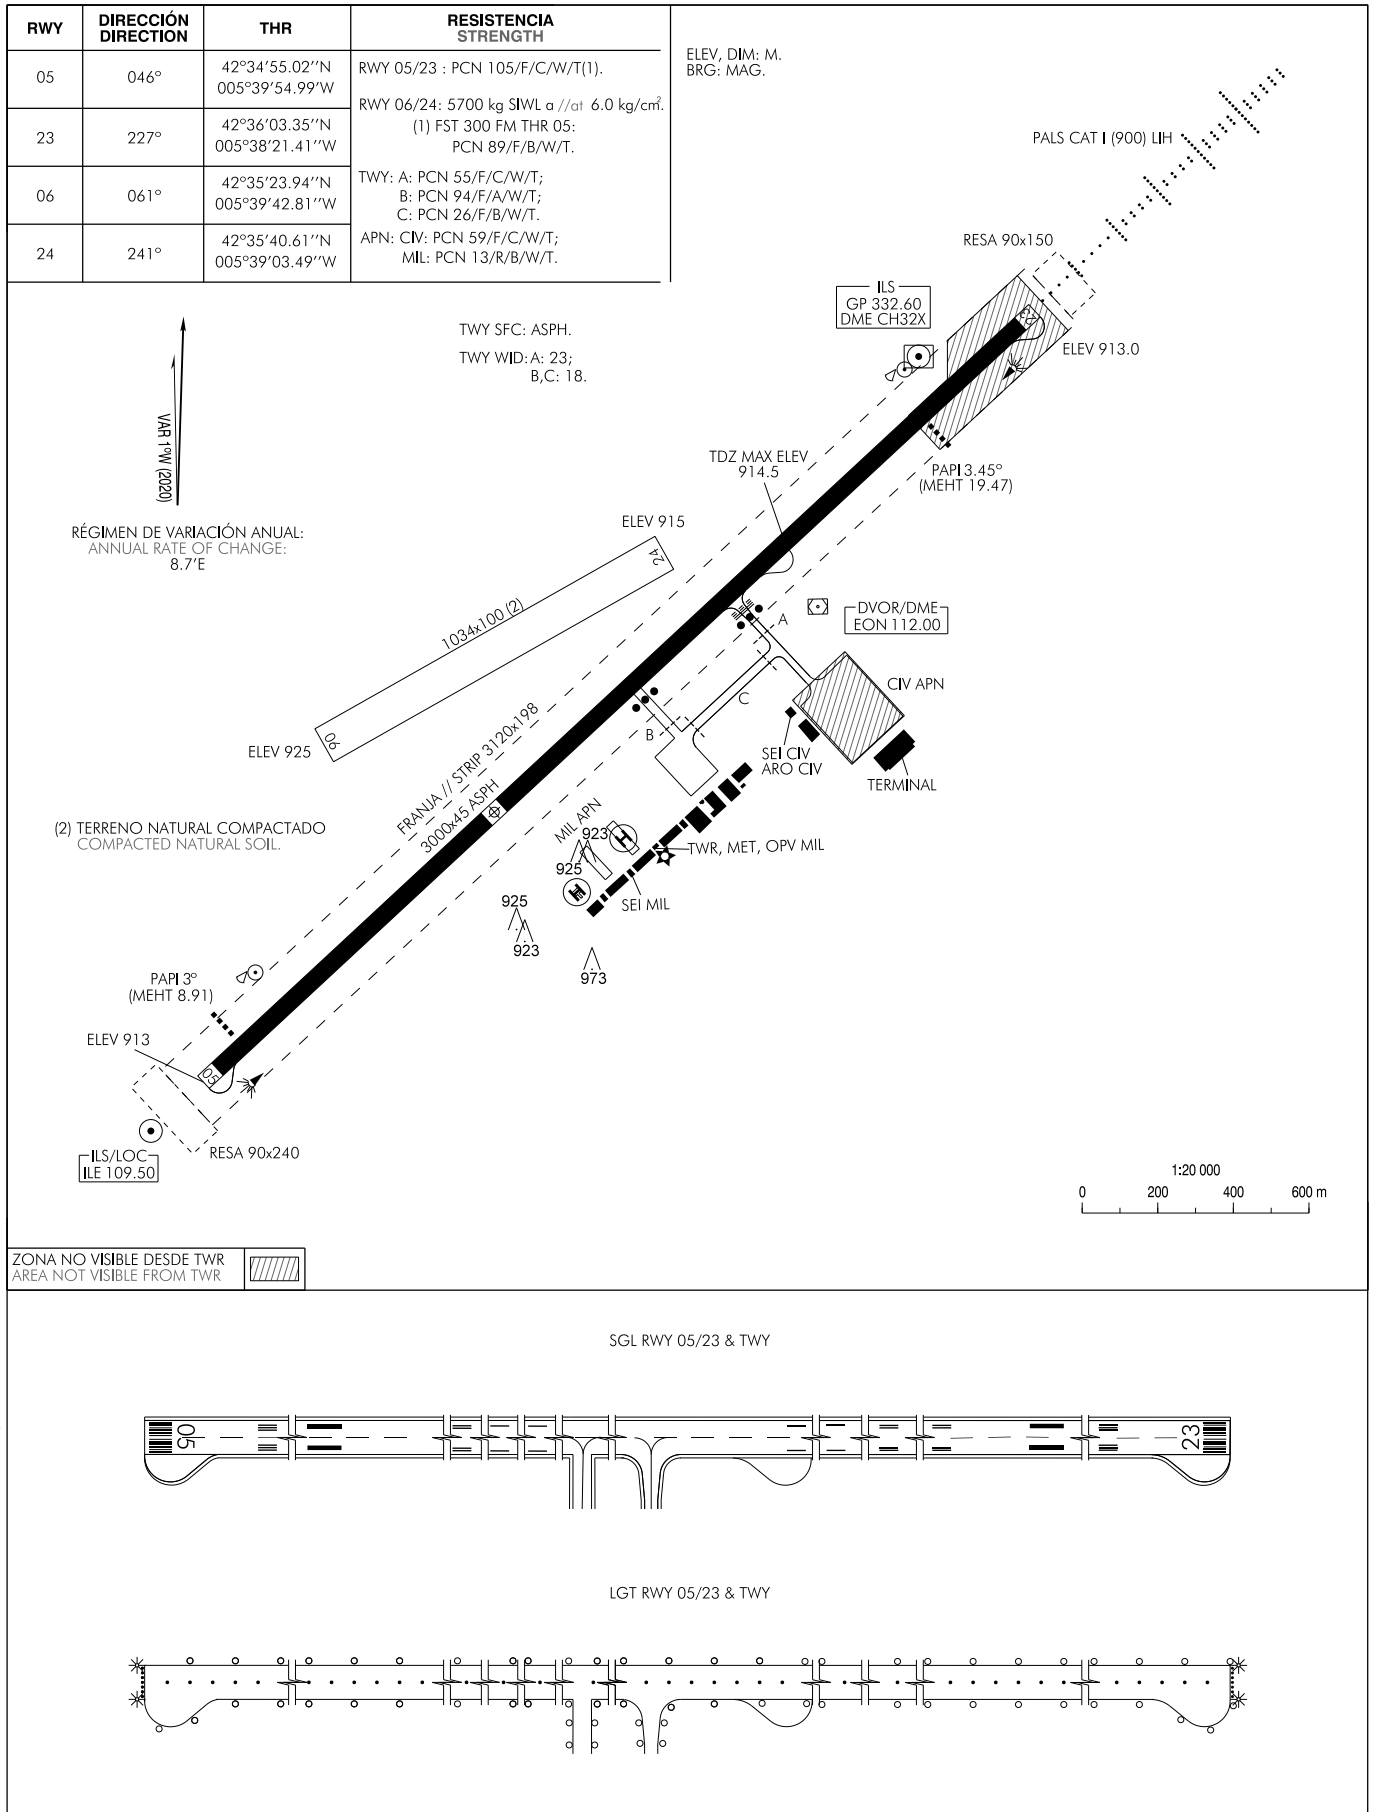 RWY
DIRECCIÓN
DIRECTION
THR
RESISTENCIA
STRENGTH
05
046°
42°34'55.02''N
005°39'54.99''W
23
227°
42°36'03.35''N
005°38'21.41''W
06
061°
42°35'23.94''N
005°39'42.81''W
24
241°
42°35'40.61''N
005°39'03.49''W
RWY 05/23 : PCN 105/F/C/W/T(1).
RWY 06/24: 5700 kg SIWL a //at 6.0 kg/cm².
(1) FST 300 FM THR 05:
PCN 89/F/B/W/T.
TWY: A: PCN 55/F/C/W/T;
B: PCN 94/F/A/W/T;
C: PCN 26/F/B/W/T.
APN: CIV: PCN 59/F/C/W/T;
MIL: PCN 13/R/B/W/T.
ELEV, DIM: M.
BRG: MAG.
PALS CAT I (900) LIH
RESA 90x150
ILS
GP 332.60
DME CH32X
23
ELEV 913.0
TWY SFC: ASPH.
TWY WID: A: 23;
B,C: 18.
VAR 1°W (2020)
RÉGIMEN DE VARIACIÓN ANUAL:
ANNUAL RATE OF CHANGE:
8.7'E
TDZ MAX ELEV
914.5
PAPI 3.45°
(MEHT 19.47)
ELEV 915
24
1034x100 (2)
06
ELEV 925
DVOR/DME
EON 112.00
A
CIV APN
C
B
SEI CIV
ARO CIV
TERMINAL
FRANJA // STRIP 3120x198
3000x45 ASPH
(2) TERRENO NATURAL COMPACTADO
COMPACTED NATURAL SOIL.
MIL APN
923
H
925
TWR, MET, OPV MIL
H
SEI MIL
925
923
973
PAPI 3°
(MEHT 8.91)
ELEV 913
05
RESA 90x240
ILS/LOC
ILE 109.50
1:20 000
0 200 400 600 m
ZONA NO VISIBLE DESDE TWR
AREA NOT VISIBLE FROM TWR
SGL RWY 05/23 & TWY
05
23
LGT RWY 05/23 & TWY